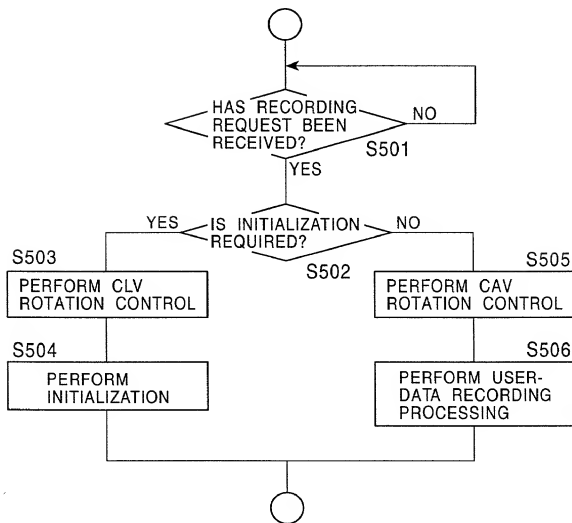 HAS RECORDING
REQUEST BEEN
RECEIVED?
NO
S501
YES
YES
IS INITIALIZATION
REQUIRED?
NO
S502
S503
PERFORM CLV
ROTATION CONTROL
S505
PERFORM CAV
ROTATION CONTROL
S504
PERFORM
INITIALIZATION
S506
PERFORM USER-
DATA RECORDING
PROCESSING